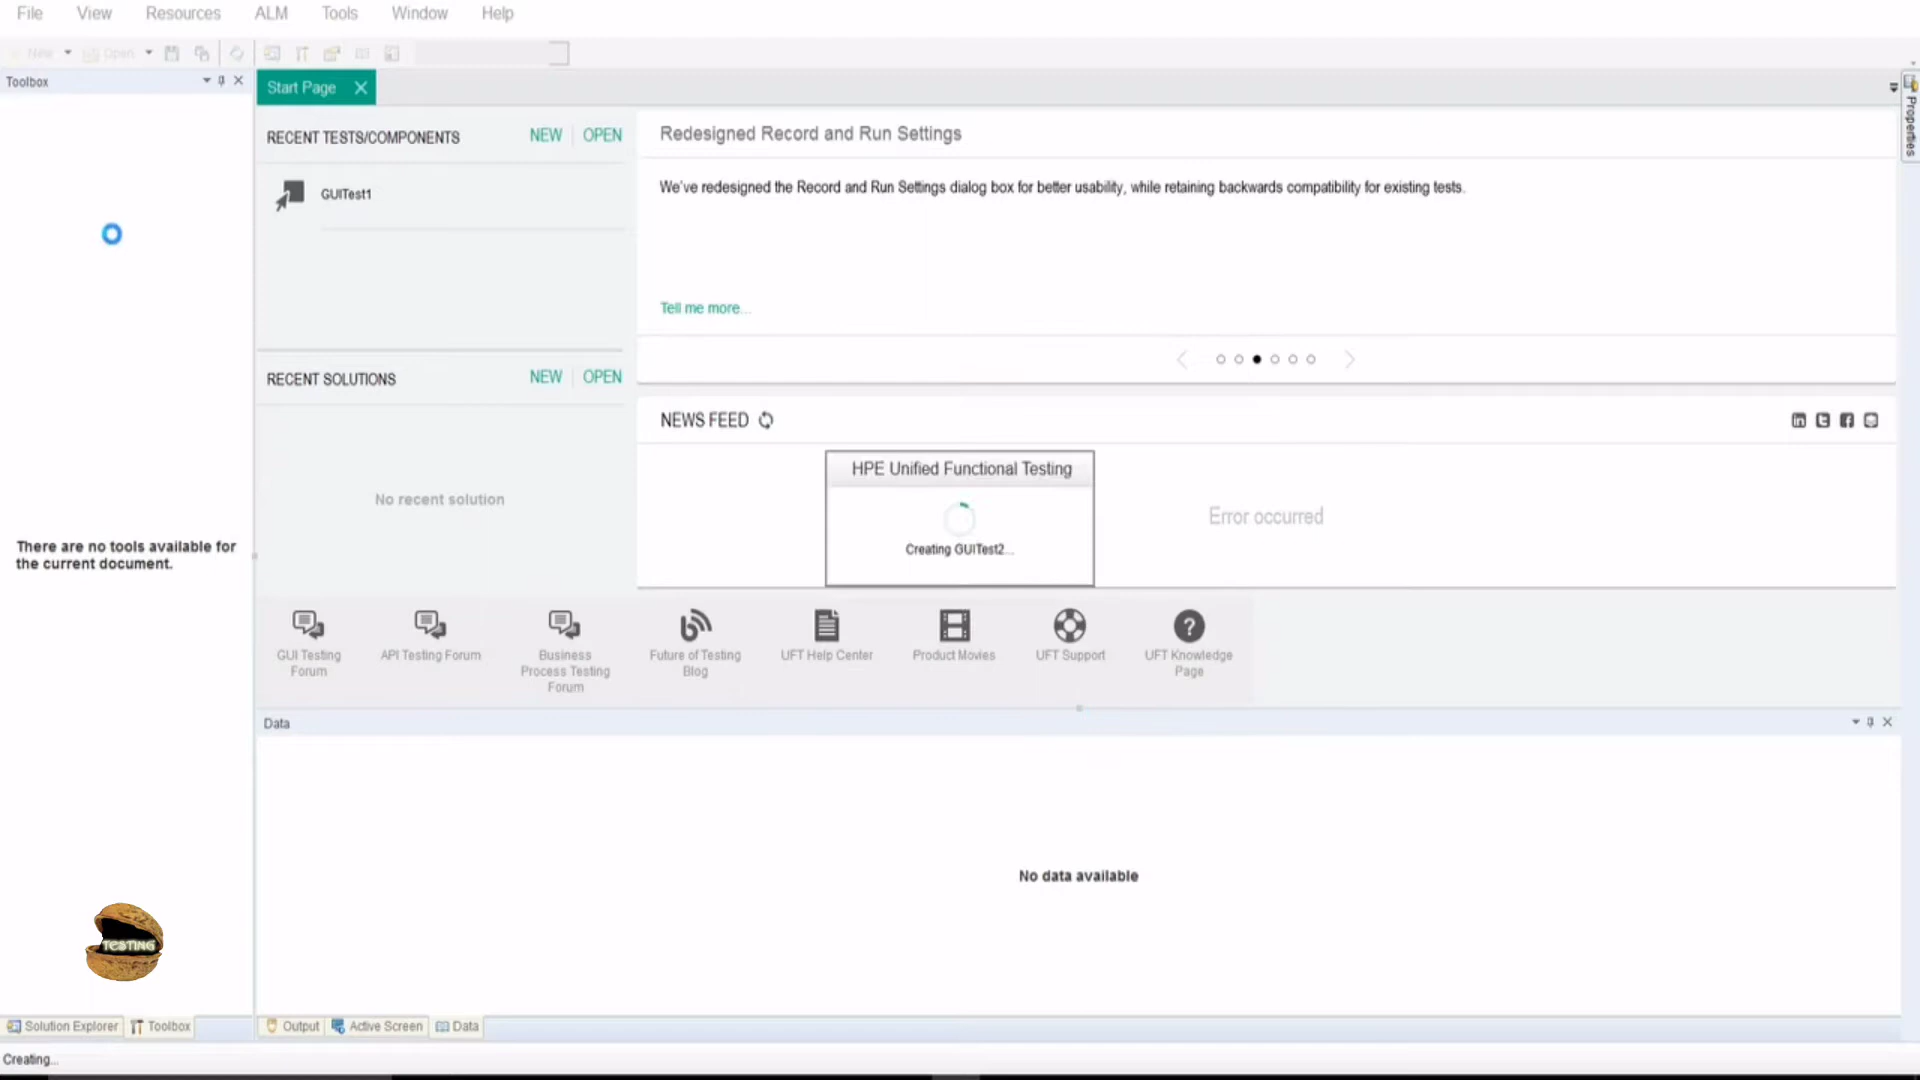 File View Resources ALM Tools Window Help
New Open
Toolbox
Start Page
Properties
RECENT TESTS/COMPONENTS NEW OPEN
GUITest1
Redesigned Record and Run Settings
We've redesigned the Record and Run Settings dialog box for better usability, while retaining backwards compatibility for existing tests.
Tell me more...
RECENT SOLUTIONS NEW OPEN
No recent solution
NEWS FEED
HPE Unified Functional Testing
Creating GUITest2...
Error occurred
There are no tools available for
the current document.
GUI Testing
Forum
API Testing Forum
Business
Process Testing
Forum
Future of Testing
Blog
UFT Help Center
Product Movies
UFT Support
UFT Knowledge
Page
Data
No data available
TESTING
Solution Explorer Toolbox Output Active Screen Data
Creating...